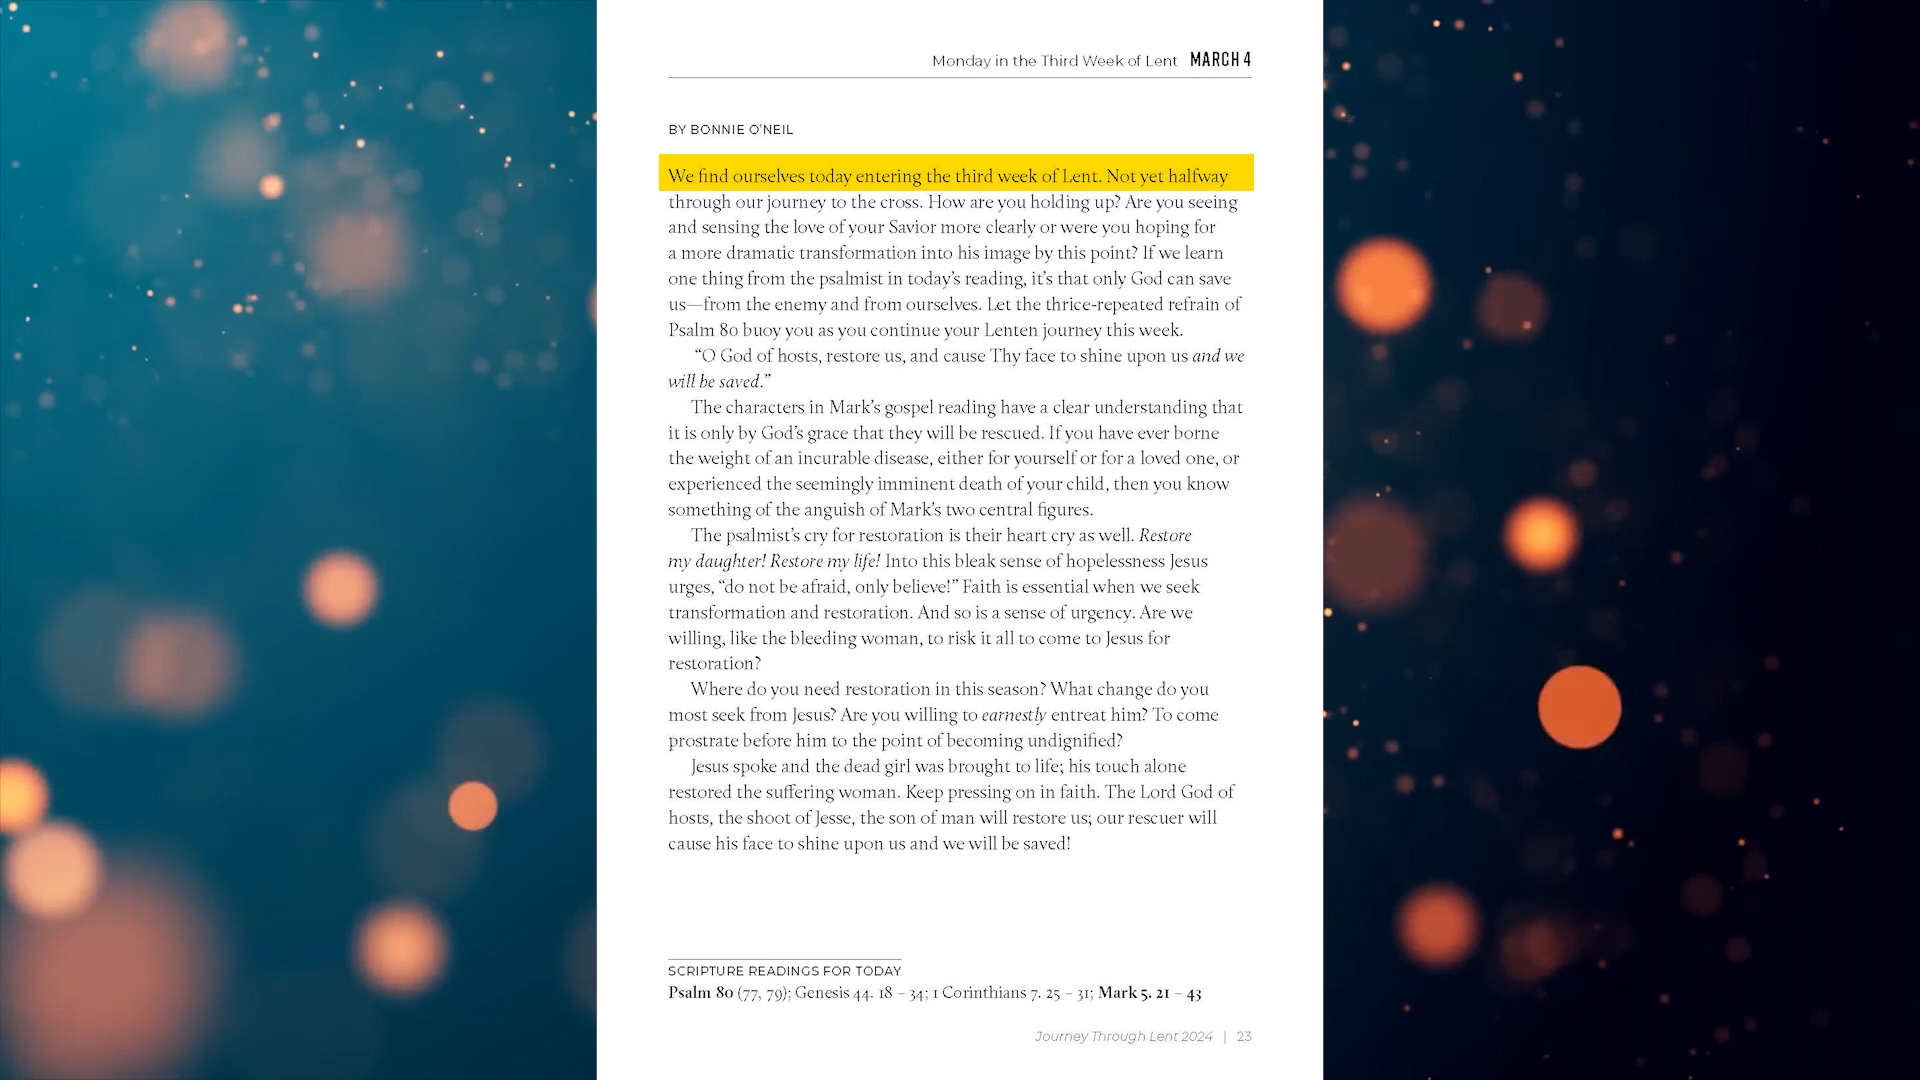 Monday in the Third Week of Lent MARCH 4
BY BONNIE O'NEIL
We find ourselves today entering the third week of Lent. Not yet halfway
through our journey to the cross. How are you holding up? Are you seeing
and sensing the love of your Savior more clearly or were you hoping for
a more dramatic transformation into his image by this point? If we learn
one thing from the psalmist in today’s reading, it’s that only God can save
us—from the enemy and from ourselves. Let the thrice-repeated refrain of
Psalm 80 buoy you as you continue your Lenten journey this week.
“O God of hosts, restore us, and cause Thy face to shine upon us and we
will be saved.”
The characters in Mark’s gospel reading have a clear understanding that
it is only by God’s grace that they will be rescued. If you have ever borne
the weight of an incurable disease, either for yourself or for a loved one, or
experienced the seemingly imminent death of your child, then you know
something of the anguish of Mark’s two central figures.
The psalmist’s cry for restoration is their heart cry as well. Restore
my daughter! Restore my life! Into this bleak sense of hopelessness Jesus
urges, “do not be afraid, only believe!” Faith is essential when we seek
transformation and restoration. And so is a sense of urgency. Are we
willing, like the bleeding woman, to risk it all to come to Jesus for
restoration?
Where do you need restoration in this season? What change do you
most seek from Jesus? Are you willing to earnestly entreat him? To come
prostrate before him to the point of becoming undignified?
Jesus spoke and the dead girl was brought to life; his touch alone
restored the suffering woman. Keep pressing on in faith. The Lord God of
hosts, the shoot of Jesse, the son of man will restore us; our rescuer will
cause his face to shine upon us and we will be saved!
SCRIPTURE READINGS FOR TODAY
Psalm 80 (77, 79); Genesis 44. 18 – 34; 1 Corinthians 7. 25 – 31; Mark 5. 21 – 43
Journey Through Lent 2024 | 23